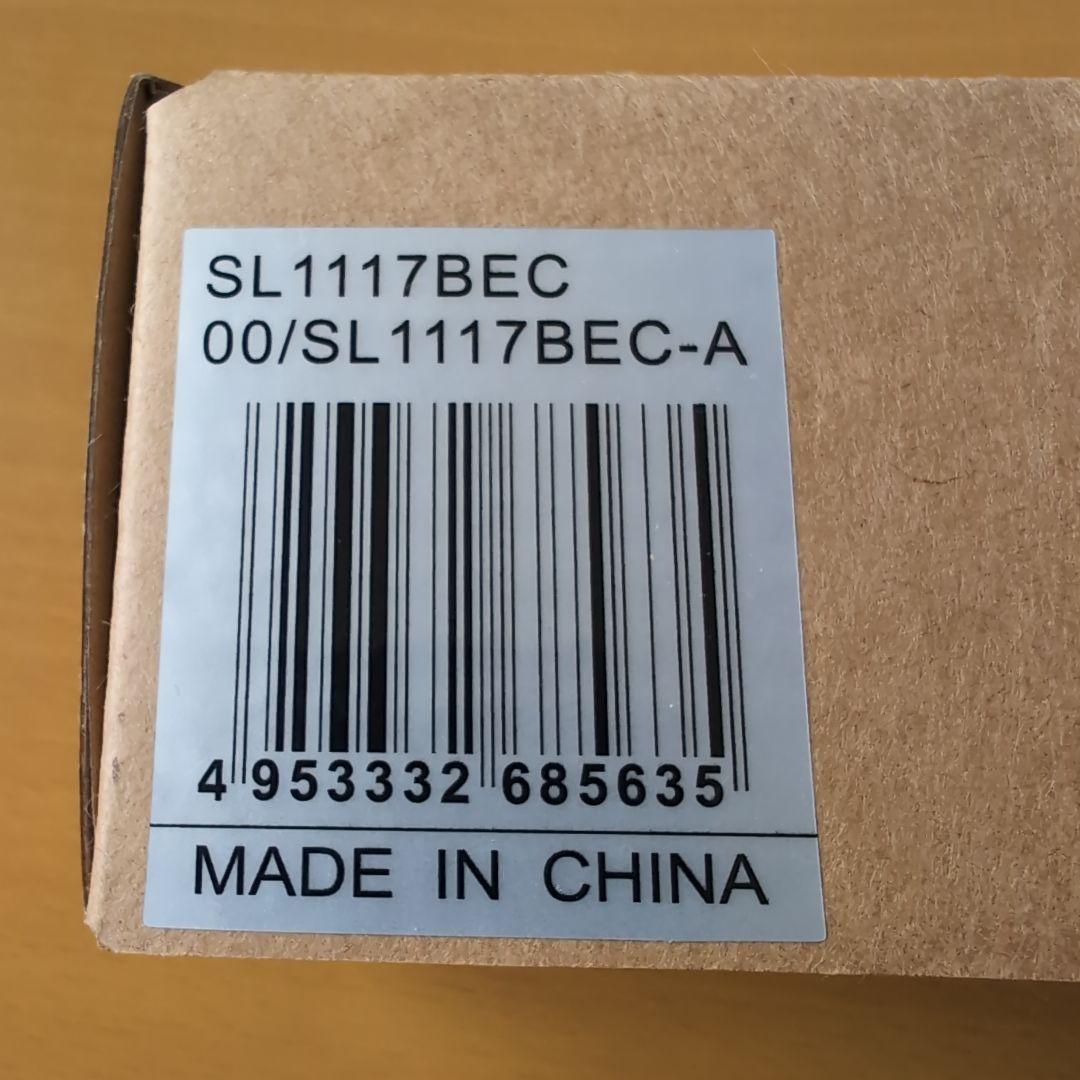 SL1117BEC
00/SL1117BEC-A
4 953332 685635
MADE IN CHINA